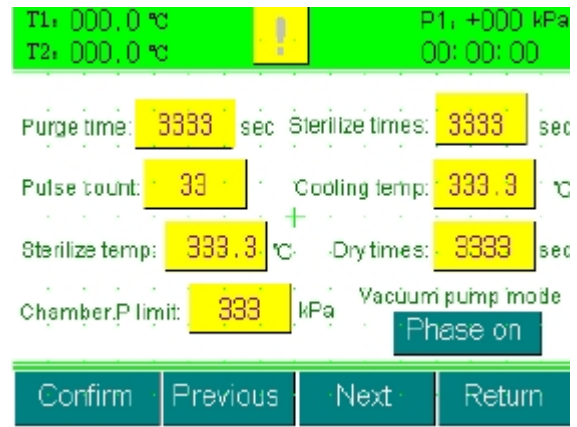 T1: 000.0 ℃ ! P1: +000 kPa
T2: 000.0 ℃ 00:00:00
Purge time: 3333 sec Sterilize times: 3333 sec
Pulse count: 33 Cooling temp: 333.3 ℃
Sterilize temp: 333.3 ℃ Dry times: 3333 sec
Chamber.P limit: 333 kPa Vacuum pump mode
Phase on
Confirm Previous Next Return